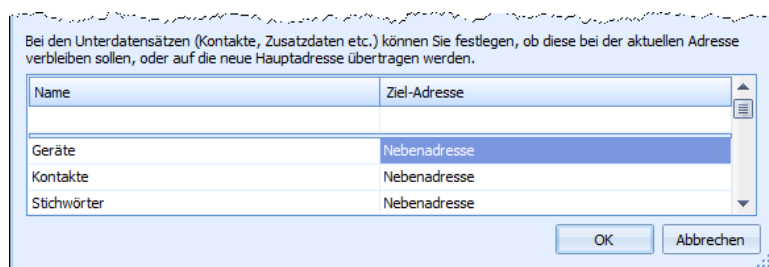 Bei den Unterdatensätzen (Kontakte, Zusatzdaten etc.) können Sie festlegen, ob diese bei der aktuellen Adresse
verbleiben sollen, oder auf die neue Hauptadresse übertragen werden.
Name Ziel-Adresse
Geräte Nebenadresse
Kontakte Nebenadresse
Stichwörter Nebenadresse
OK Abbrechen